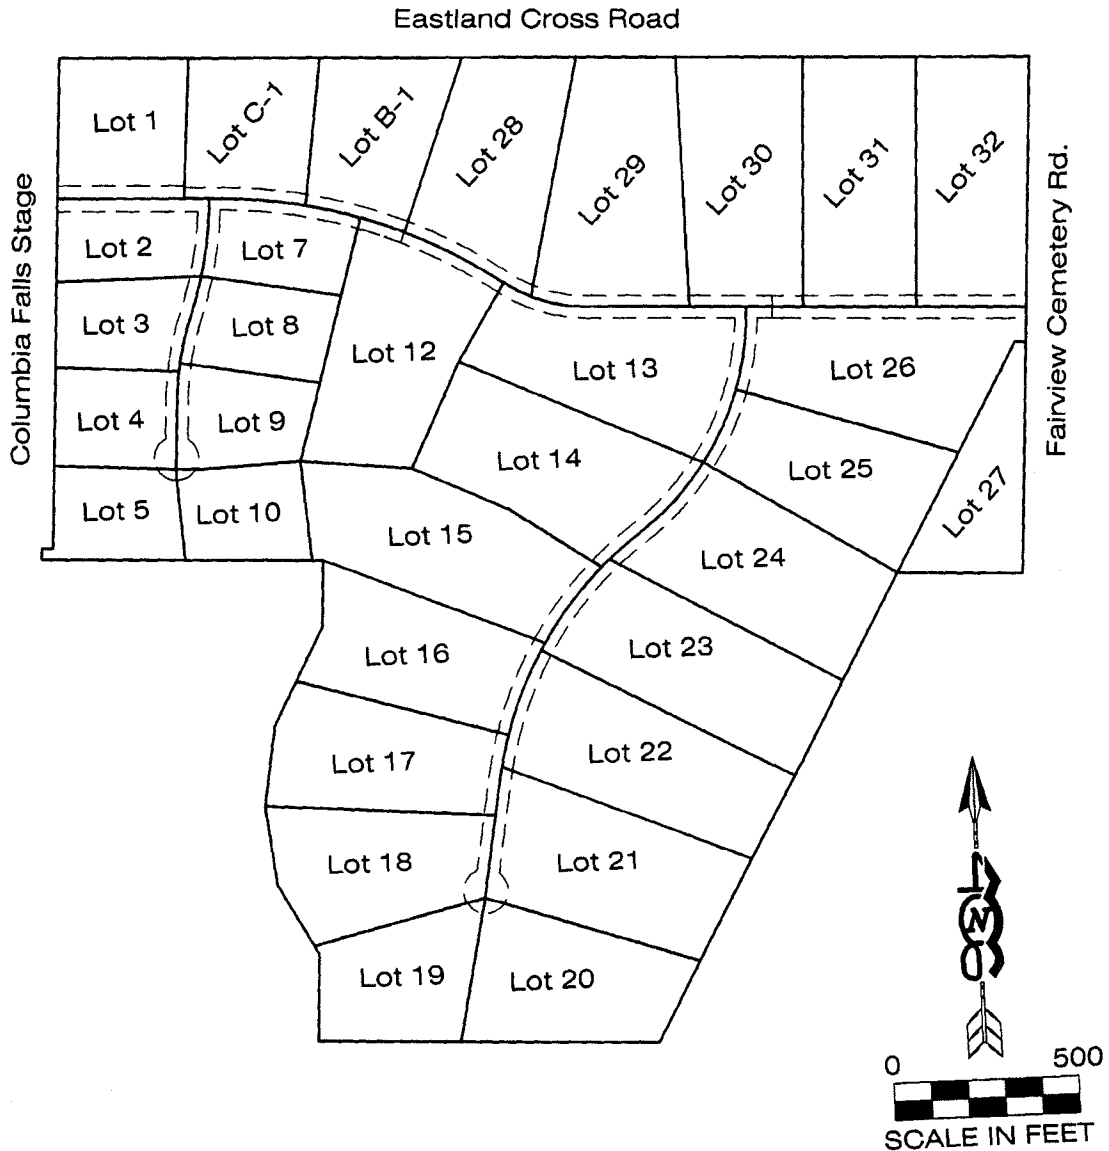 Eastland Cross Road
Lot 1
Lot C-1
Lot B-1
Lot 28
Lot 29
Lot 30
Lot 31
Lot 32
Columbia Falls Stage
Fairview Cemetery Rd.
Lot 2
Lot 7
Lot 3
Lot 8
Lot 12
Lot 13
Lot 26
Lot 4
Lot 9
Lot 14
Lot 25
Lot 27
Lot 5
Lot 10
Lot 15
Lot 24
Lot 16
Lot 23
Lot 17
Lot 22
Lot 18
Lot 21
Lot 19
Lot 20
N
0 500
SCALE IN FEET